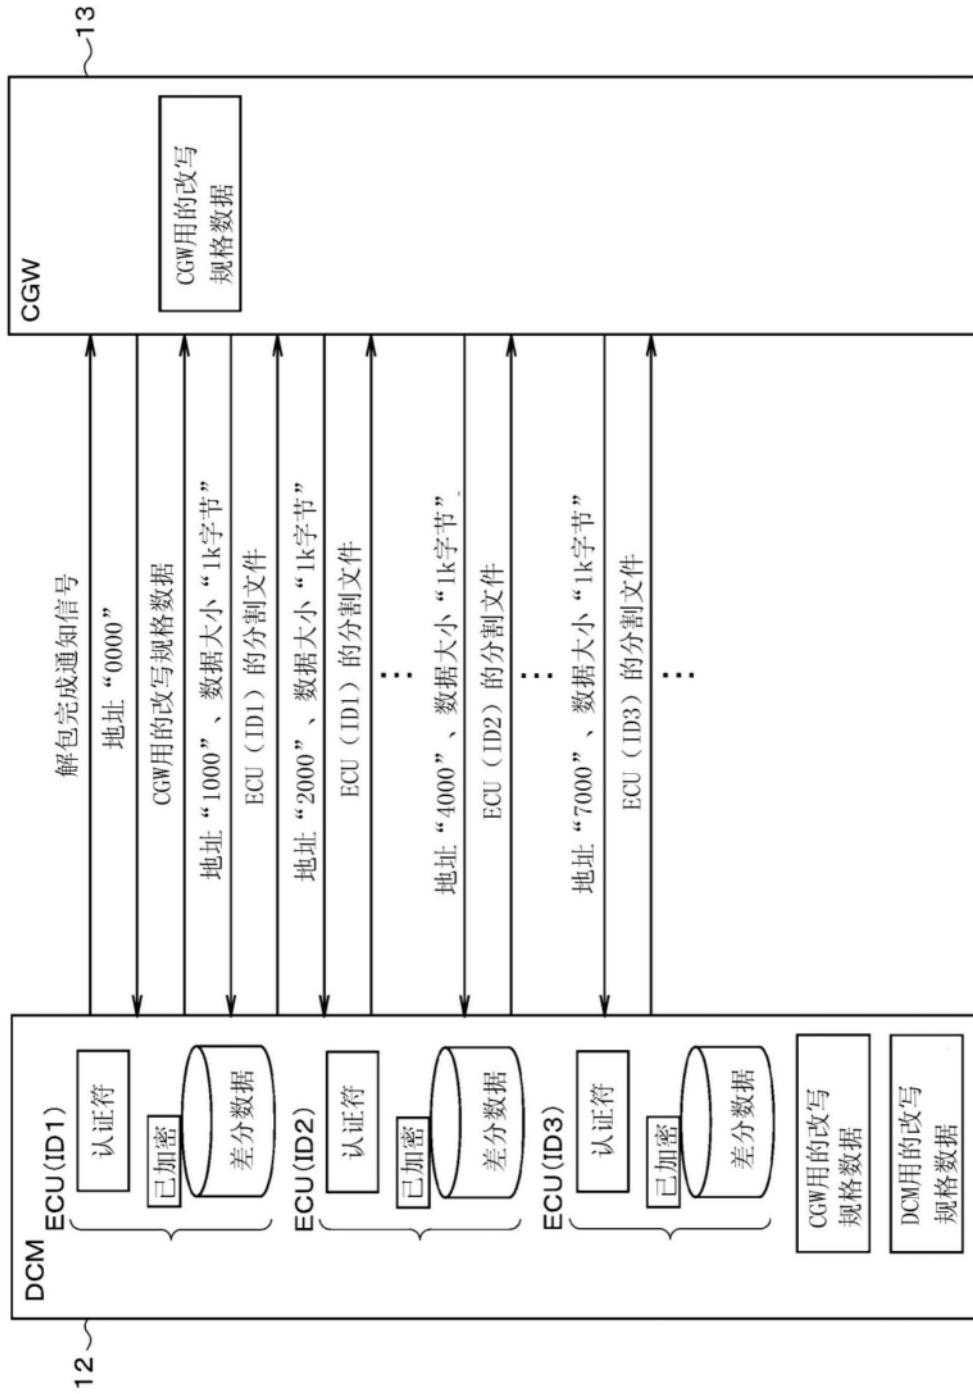 12
DCM
ECU(ID1)
认证符
已加密
差分数据
ECU(ID2)
认证符
已加密
差分数据
ECU(ID3)
认证符
已加密
差分数据
CGW用的改写
规格数据
DCM用的改写
规格数据
解包完成通知信号
地址“0000”
CGW用的改写规格数据
地址“1000”、数据大小“1k字节”
ECU（ID1）的分割文件
地址“2000”、数据大小“1k字节”
ECU（ID1）的分割文件
...
地址“4000”、数据大小“1k字节”
ECU（ID2）的分割文件
...
地址“7000”、数据大小“1k字节”
ECU（ID3）的分割文件
...
13
CGW
CGW用的改写
规格数据